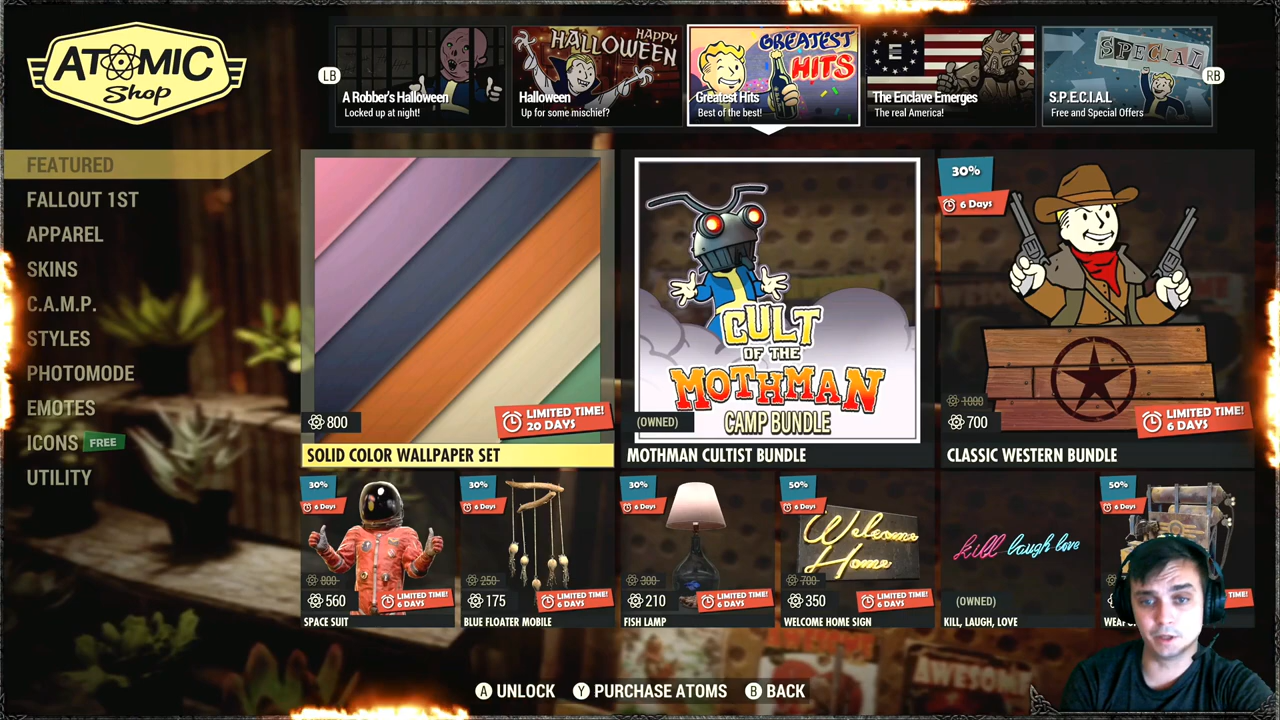 ATOMIC
Shop
LB
A Robber's Halloween
Locked up at night!
HAPPY
HALLOWEEN
Halloween
Up for some mischief?
GREATEST
HITS
Greatest Hits
Best of the best!
E
The Enclave Emerges
The real America!
SPECIAL
S.P.E.C.I.A.L
Free and Special Offers
RB
FEATURED
FALLOUT 1ST
APPAREL
SKINS
C.A.M.P.
STYLES
PHOTOMODE
EMOTES
ICONS FREE
UTILITY
800
LIMITED TIME!
20 DAYS
SOLID COLOR WALLPAPER SET
CULT
OF THE
MOTHMAN
CAMP BUNDLE
(OWNED)
MOTHMAN CULTIST BUNDLE
30%
6 Days
1000
700
LIMITED TIME!
6 DAYS
CLASSIC WESTERN BUNDLE
30%
6 Days
800
560
LIMITED TIME!
6 DAYS
SPACE SUIT
30%
6 Days
250
175
LIMITED TIME!
6 DAYS
BLUE FLOATER MOBILE
30%
6 Days
300
210
LIMITED TIME!
6 DAYS
FISH LAMP
50%
6 Days
Welcome
Home
700
350
LIMITED TIME!
6 DAYS
WELCOME HOME SIGN
kill laugh love
(OWNED)
KILL, LAUGH, LOVE
50%
6 Days
TIME!
AWESOME
A UNLOCK
Y PURCHASE ATOMS
B BACK